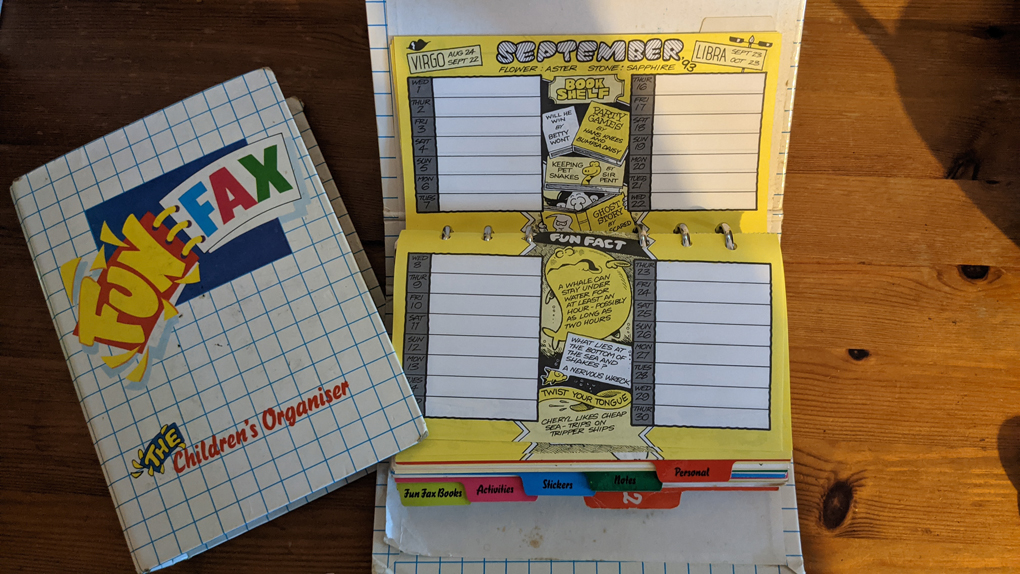 FUN
FAX
THE
Children's Organiser
VIRGO
AUG 24
SEPT 22
SEPTEMBER '93
LIBRA
SEPT 23
OCT 23
FLOWER: ASTER STONE: SAPPHIRE
WED
1
THUR
2
FRI
3
SAT
4
SUN
5
MON
6
TUES
7
BOOK
SHELF
WILL HE
WIN
BY
BETTY
WONT
PARTY
GAMES!
BY
HANS KNEES
AND
BUMPSA DAISY
KEEPING
PET
SNAKES
BY
SIR
PENT
GHOST
STORY
BY
I SCARED
THUR
16
FRI
17
SAT
18
SUN
19
MON
20
TUES
21
WED
22
WED
8
THUR
9
FRI
10
SAT
11
SUN
12
MON
13
FUN FACT
A WHALE CAN
STAY UNDER
WATER FOR
AT LEAST AN
HOUR - POSSIBLY
AS LONG AS
TWO HOURS
WHAT LIES AT
THE BOTTOM OF
THE SEA AND
SHAKES?
A NERVOUS WRECK
TWIST YOUR TONGUE
CHERYL LIKES CHEAP
SEA-TRIPS ON
TRIPPER SHIPS
THUR
23
FRI
24
SAT
25
SUN
26
MON
27
TUES
28
WED
29
THUR
30
Fun Fax Books
Activities
Stickers
Notes
Personal
2